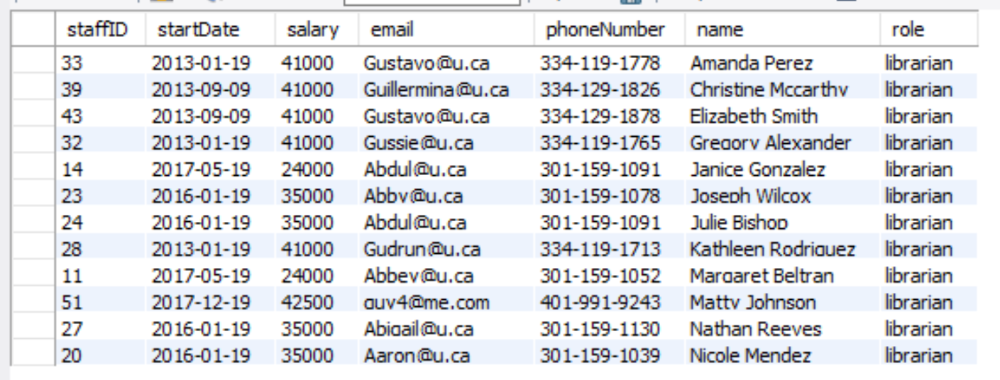 staffID startDate salary email phoneNumber name role
33 2013-01-19 41000 Gustavo@u.ca 334-119-1778 Amanda Perez librarian
39 2013-09-09 41000 Guillermina@u.ca 334-129-1826 Christine Mccarthy librarian
43 2013-09-09 41000 Gustavo@u.ca 334-129-1878 Elizabeth Smith librarian
32 2013-01-19 41000 Gussie@u.ca 334-119-1765 Gregory Alexander librarian
14 2017-05-19 24000 Abdul@u.ca 301-159-1091 Janice Gonzalez librarian
23 2016-01-19 35000 Abby@u.ca 301-159-1078 Joseph Wilcox librarian
24 2016-01-19 35000 Abdul@u.ca 301-159-1091 Julie Bishop librarian
28 2013-01-19 41000 Gudrun@u.ca 334-119-1713 Kathleen Rodriguez librarian
11 2017-05-19 24000 Abbey@u.ca 301-159-1052 Margaret Beltran librarian
51 2017-12-19 42500 guy4@me.com 401-991-9243 Matty Johnson librarian
27 2016-01-19 35000 Abigail@u.ca 301-159-1130 Nathan Reeves librarian
20 2016-01-19 35000 Aaron@u.ca 301-159-1039 Nicole Mendez librarian